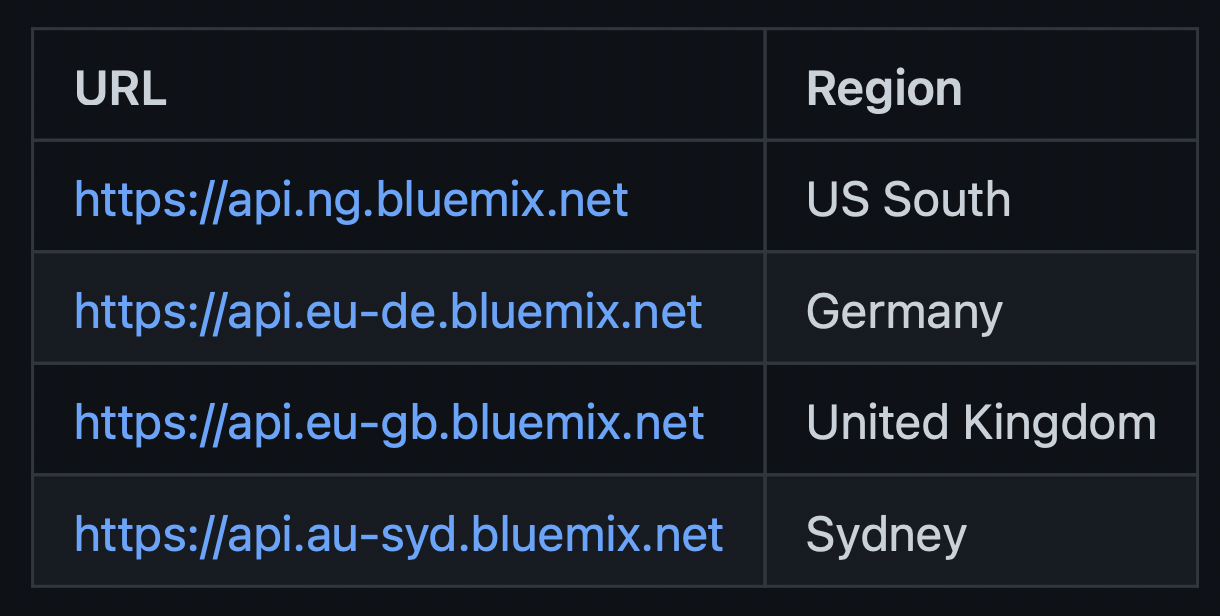 URL Region
https://api.ng.bluemix.net US South
https://api.eu-de.bluemix.net Germany
https://api.eu-gb.bluemix.net United Kingdom
https://api.au-syd.bluemix.net Sydney